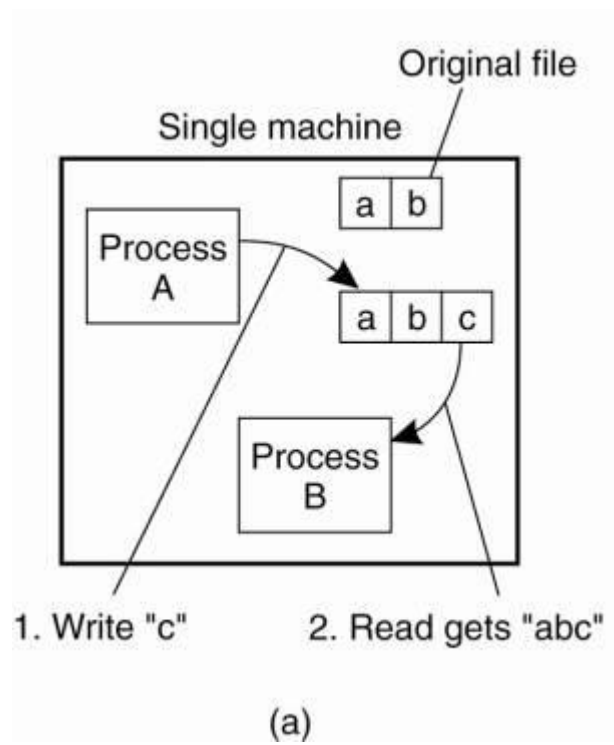 Original file
Single machine
a b
Process
A
a b c
Process
B
1. Write "c"
2. Read gets "abc"
(a)